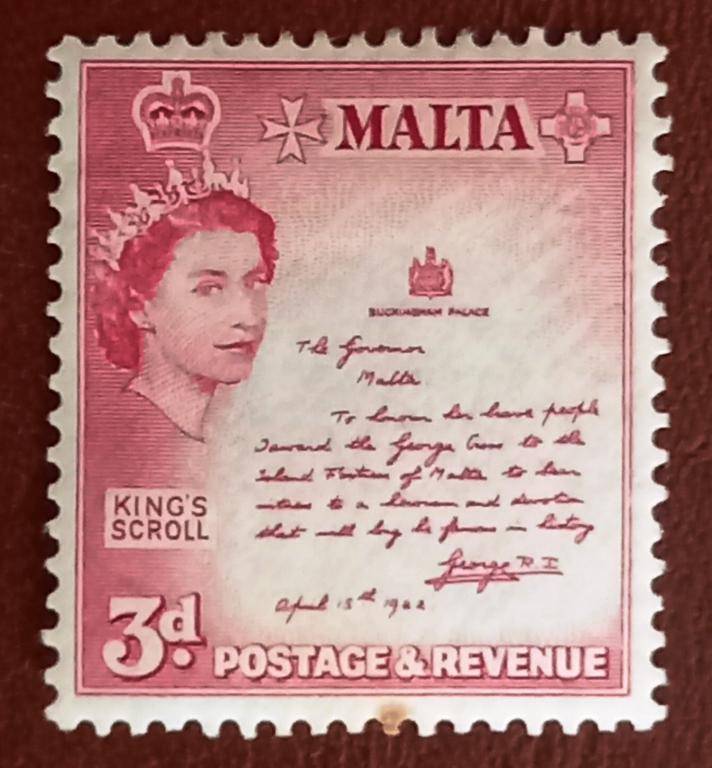 MALTA
BUCKINGHAM PALACE
The Governor
Malta.
To honour her brave people
I award the George Cross to the
Island Fortress of Malta to bear
witness to a heroism and devotion
that will long be famous in history
George R.I.
April 15th 1942.
KING'S
SCROLL
3d.
POSTAGE & REVENUE